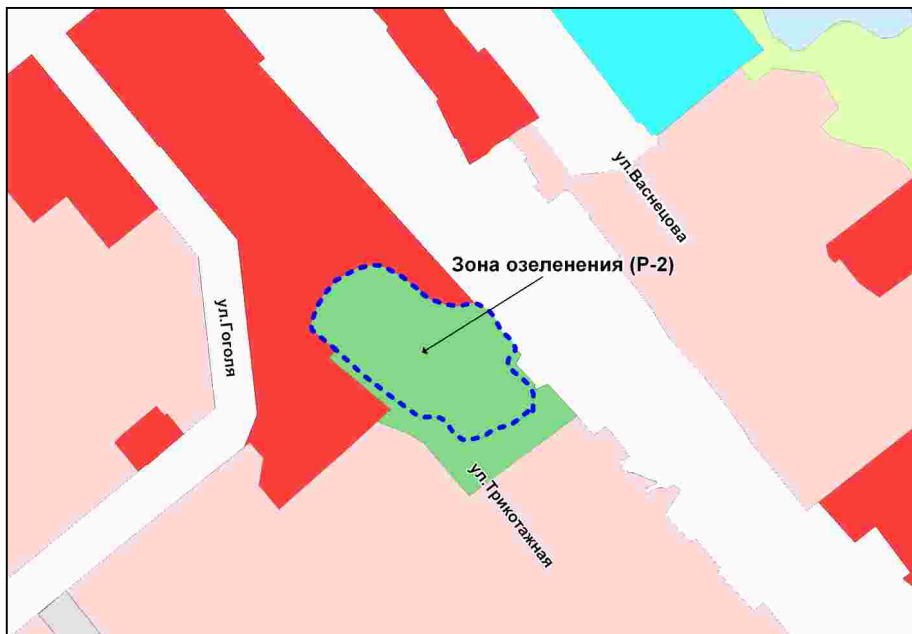 ул.Васнецова
Зона озеленения (Р-2)
ул.Гоголя
ул.Трикотажная